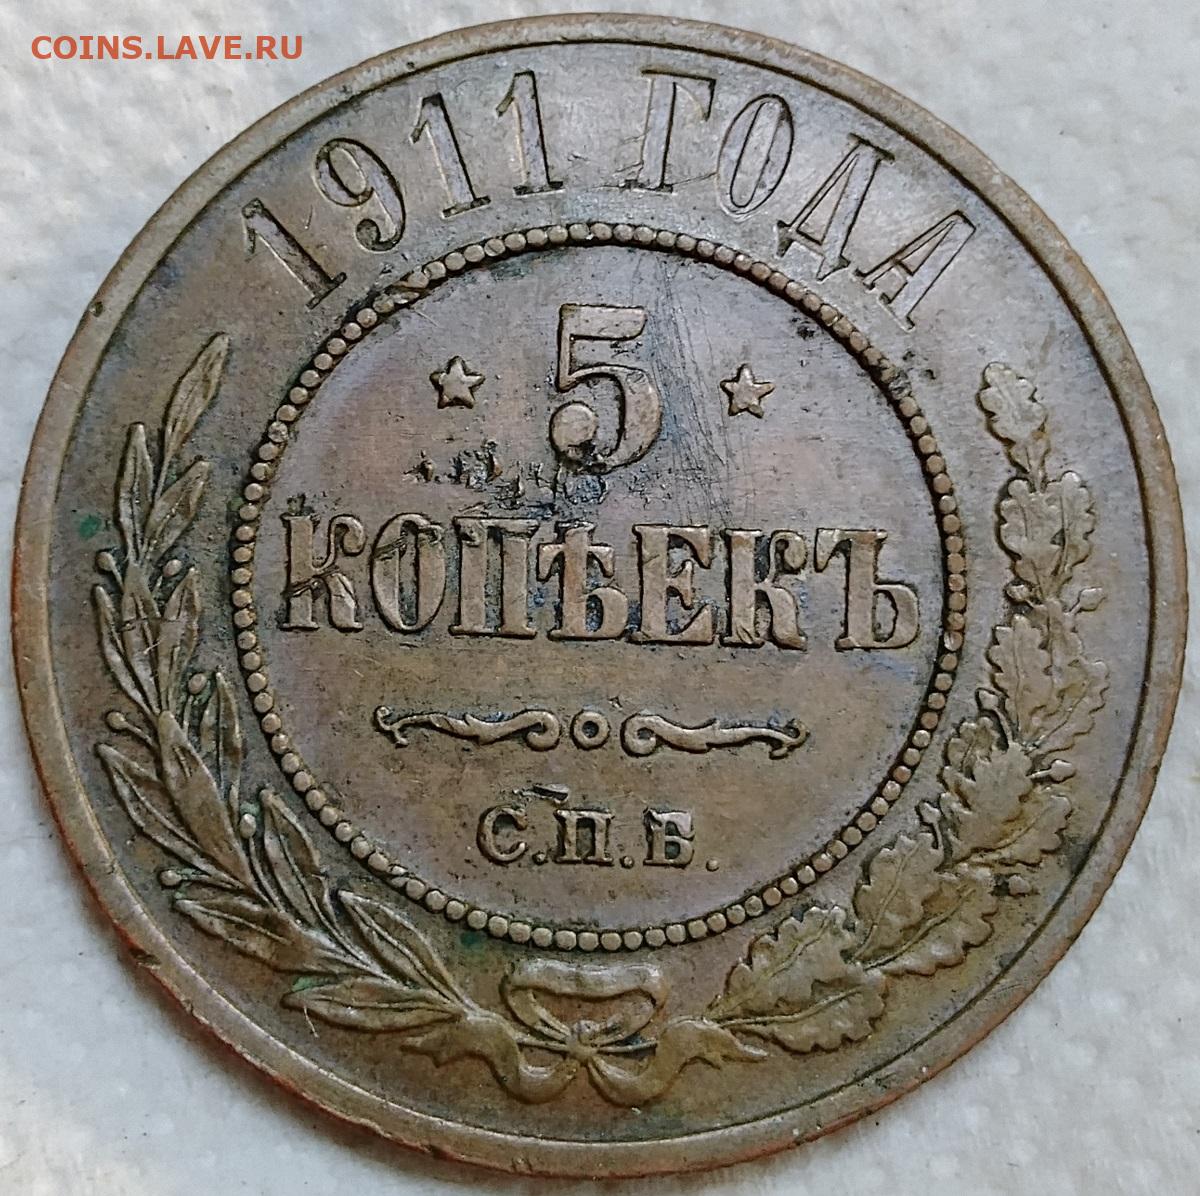 COINS.LAVE.RU
1911 ГОДА
5
КОПѢЕКЪ
С.П.Б.